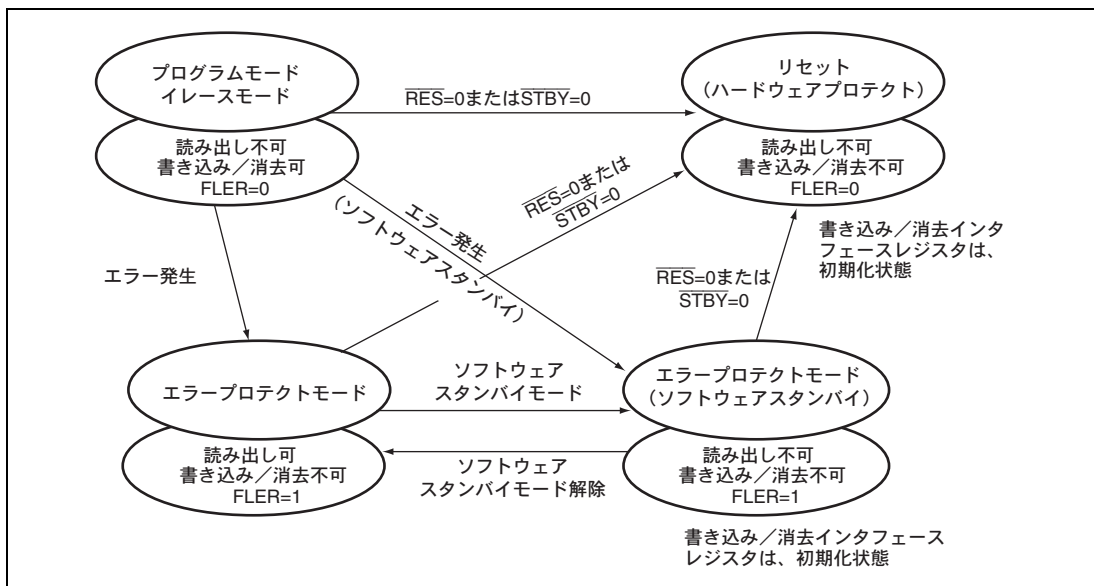 プログラムモード
イレースモード
読み出し不可
書き込み／消去可
FLER=0
RES=0またはSTBY=0
リセット
（ハードウェアプロテクト）
読み出し不可
書き込み／消去不可
FLER=0
書き込み／消去インタ
フェースレジスタは、
初期化状態
エラー発生
エラー発生
（ソフトウェアスタンバイ）
RES=0または
STBY=0
RES=0または
STBY=0
エラープロテクトモード
読み出し可
書き込み／消去不可
FLER=1
ソフトウェア
スタンバイモード
ソフトウェア
スタンバイモード解除
エラープロテクトモード
（ソフトウェアスタンバイ）
読み出し不可
書き込み／消去不可
FLER=1
書き込み／消去インタフェース
レジスタは、初期化状態